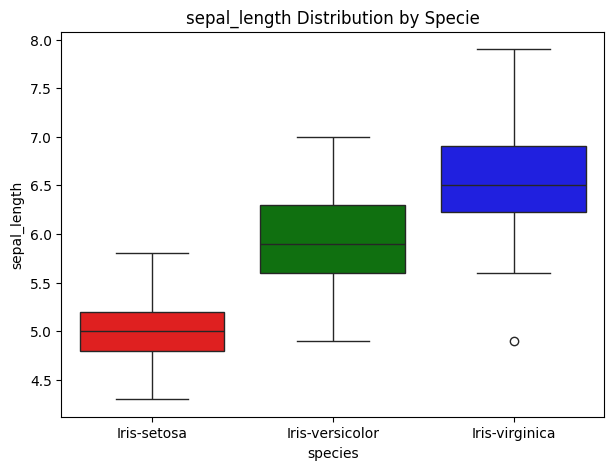 sepal_length Distribution by Specie
8.0
7.5
7.0
6.5
6.0
5.5
5.0
4.5
sepal_length
Iris-setosa
Iris-versicolor
Iris-virginica
species